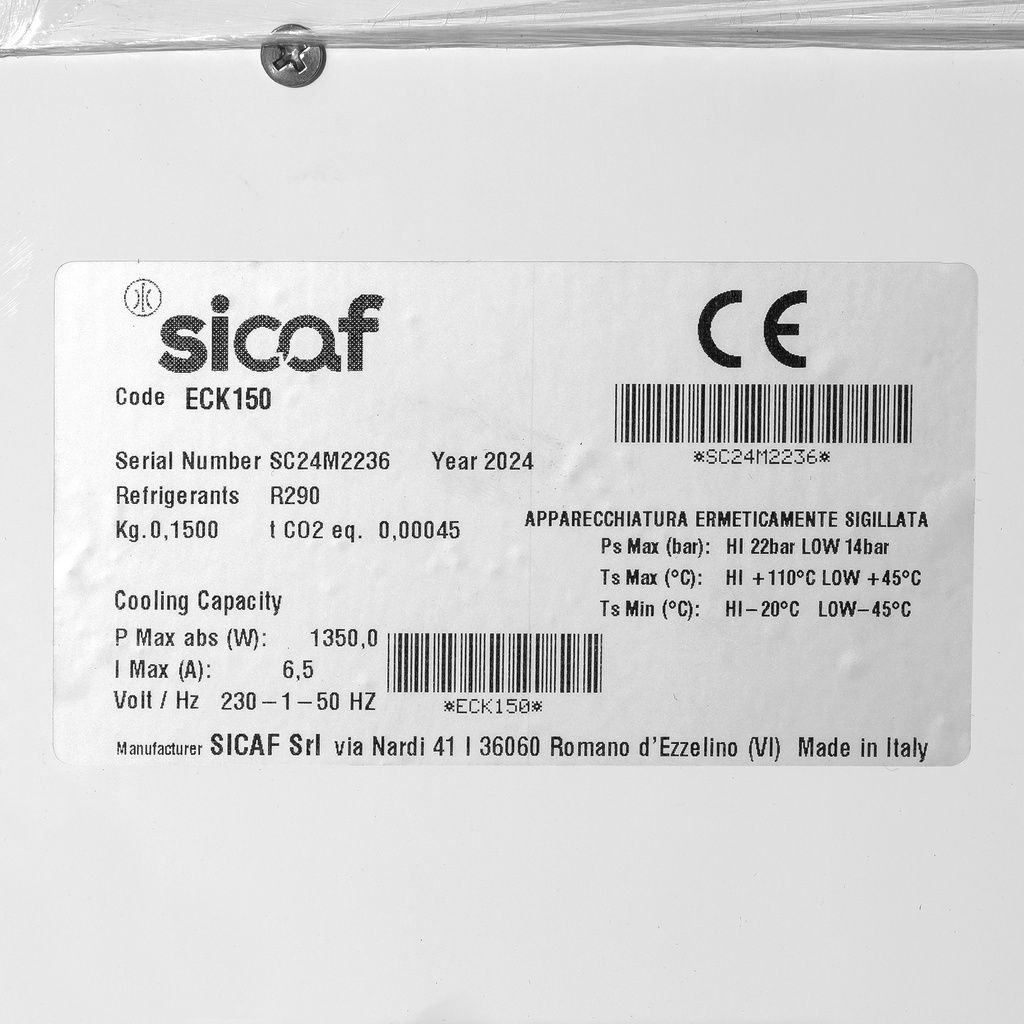 sicaf
CE
Code ECK150
*SC24M2236*
Serial Number SC24M2236 Year 2024
Refrigerants R290
Kg.0,1500 t CO2 eq. 0,00045
APPARECCHIATURA ERMETICAMENTE SIGILLATA
Ps Max (bar): HI 22bar LOW 14bar
Ts Max (°C): HI +110°C LOW +45°C
Ts Min (°C): HI–20°C LOW–45°C
Cooling Capacity
P Max abs (W): 1350,0
I Max (A): 6,5
Volt / Hz 230–1–50 HZ
*ECK150*
Manufacturer SICAF Srl via Nardi 41 I 36060 Romano d'Ezzelino (VI) Made in Italy